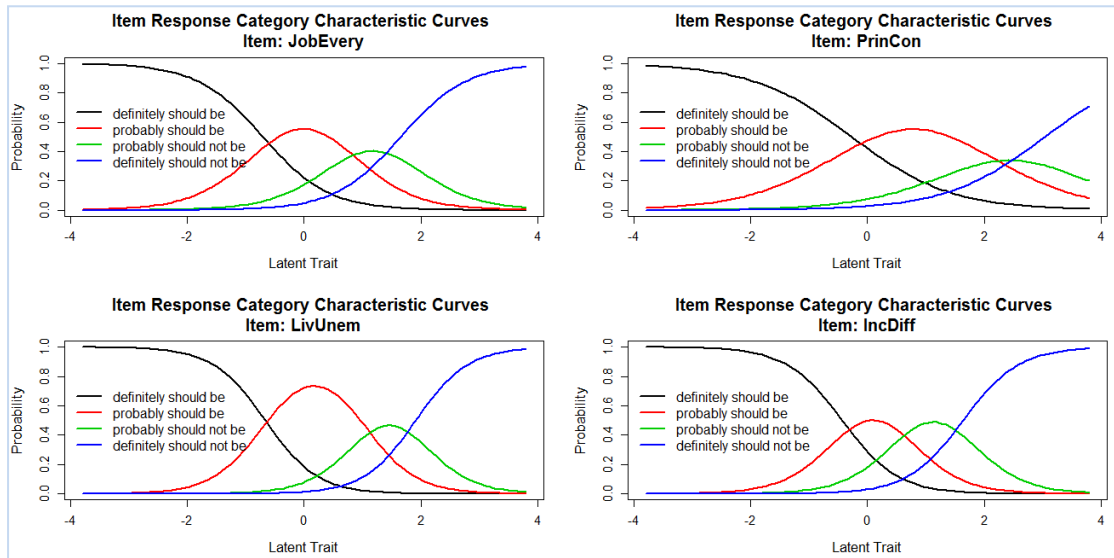 Item Response Category Characteristic Curves
Item: JobEvery
Probability
1.0
0.8
0.6
0.4
0.2
0.0
definitely should be
probably should be
probably should not be
definitely should not be
-4
-2
0
2
4
Latent Trait
Item Response Category Characteristic Curves
Item: PrinCon
Probability
1.0
0.8
0.6
0.4
0.2
0.0
definitely should be
probably should be
probably should not be
definitely should not be
-4
-2
0
2
4
Latent Trait
Item Response Category Characteristic Curves
Item: LivUnem
Probability
1.0
0.8
0.6
0.4
0.2
0.0
definitely should be
probably should be
probably should not be
definitely should not be
-4
-2
0
2
4
Latent Trait
Item Response Category Characteristic Curves
Item: IncDiff
Probability
1.0
0.8
0.6
0.4
0.2
0.0
definitely should be
probably should be
probably should not be
definitely should not be
-4
-2
0
2
4
Latent Trait